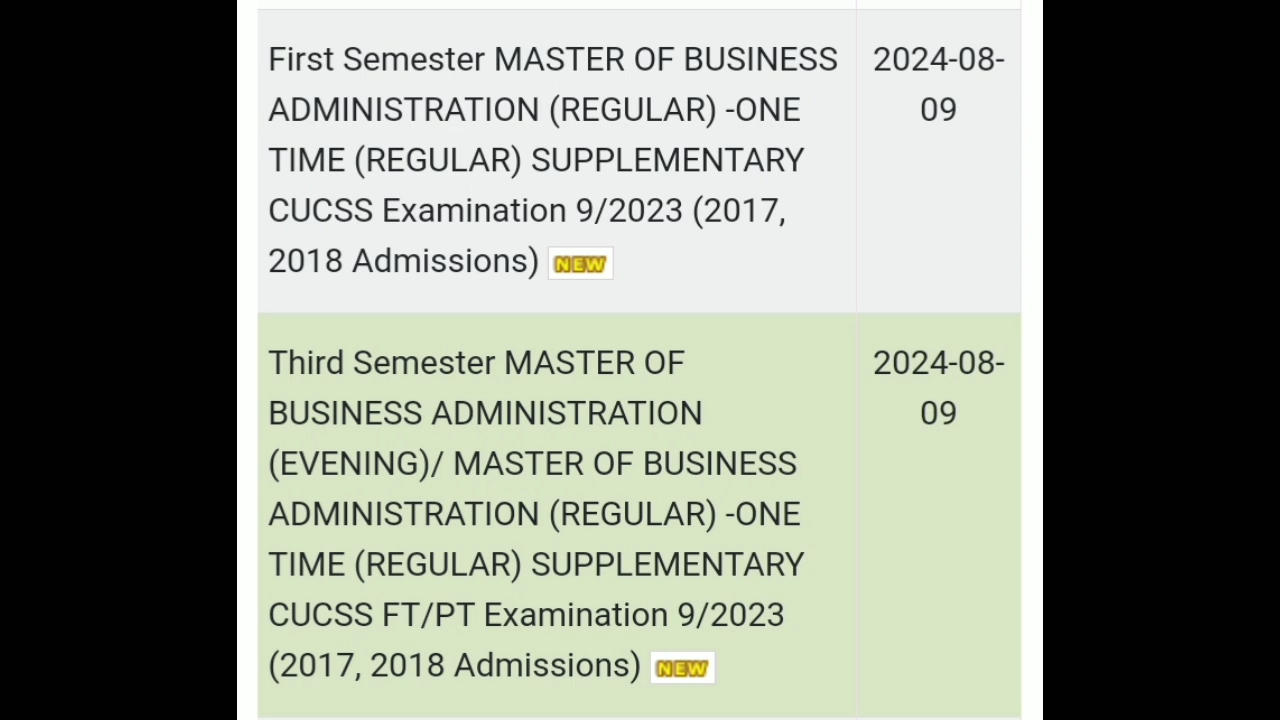 First Semester MASTER OF BUSINESS
ADMINISTRATION (REGULAR) -ONE
TIME (REGULAR) SUPPLEMENTARY
CUCSS Examination 9/2023 (2017,
2018 Admissions) NEW
2024-08-
09
Third Semester MASTER OF
BUSINESS ADMINISTRATION
(EVENING)/ MASTER OF BUSINESS
ADMINISTRATION (REGULAR) -ONE
TIME (REGULAR) SUPPLEMENTARY
CUCSS FT/PT Examination 9/2023
(2017, 2018 Admissions) NEW
2024-08-
09